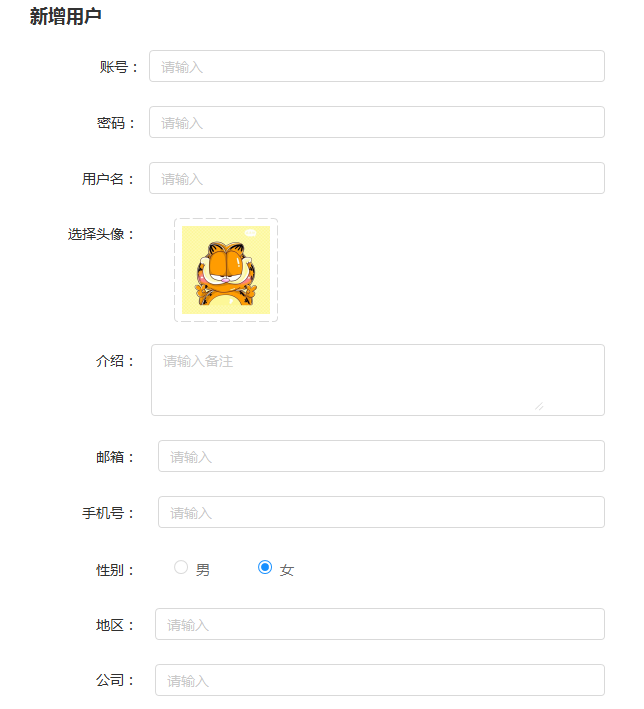 新增用户
账号： 请输入
密码： 请输入
用户名： 请输入
选择头像：
介绍： 请输入备注
邮箱： 请输入
手机号： 请输入
性别： 男 女
地区： 请输入
公司： 请输入